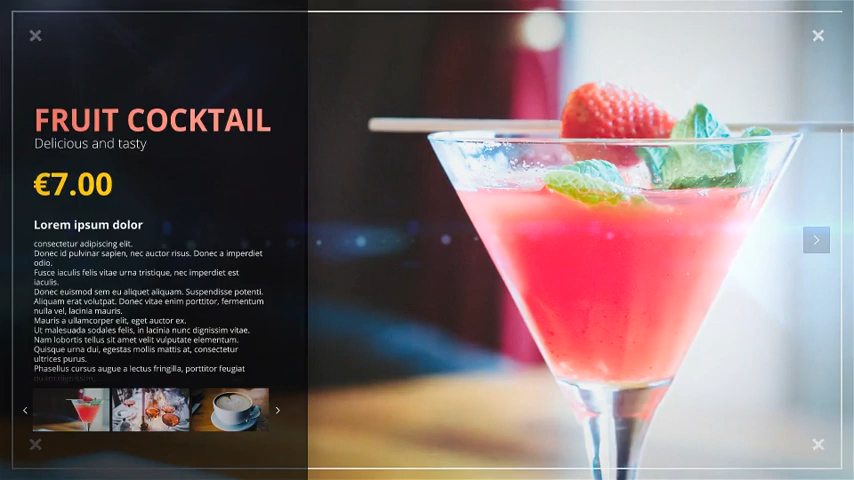 FRUIT COCKTAIL
Delicious and tasty
€7.00
Lorem ipsum dolor
consectetur adipiscing elit.
Donec id pulvinar sapien, nec auctor risus. Donec a imperdiet
odio.
Fusce iaculis felis vitae urna tristique, nec imperdiet est
iaculis.
Donec euismod sem eu aliquet aliquam. Suspendisse potenti.
Aliquam erat volutpat. Donec vitae enim porttitor, fermentum
nulla vel, lacinia mauris.
Mauris a ullamcorper elit, eget auctor ex.
Ut malesuada sodales felis, in lacinia nunc dignissim vitae.
Nam lobortis tellus sit amet velit vulputate elementum.
Quisque urna dui, egestas mollis mattis at, consectetur
ultrices purus.
Phasellus cursus augue a lectus fringilla, porttitor feugiat